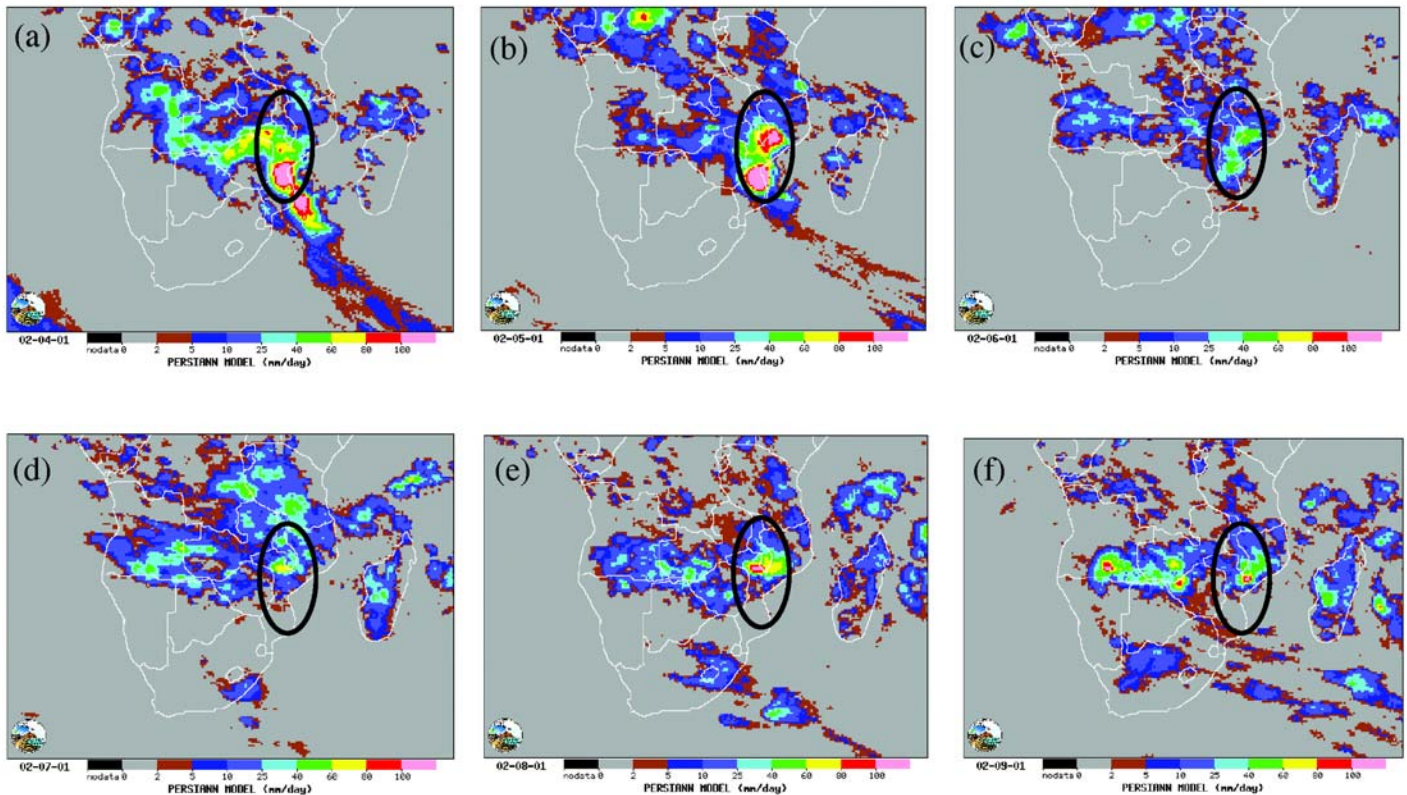 (a)
(b)
(c)
02-04-01 nodata 0 2 5 10 25 40 60 80 100
PERSIANN MODEL (mm/day)
02-05-01 nodata 0 2 5 10 25 40 60 80 100
PERSIANN MODEL (mm/day)
02-06-01 nodata 0 2 5 10 25 40 60 80 100
PERSIANN MODEL (mm/day)
(d)
(e)
(f)
02-07-01 nodata 0 2 5 10 25 40 60 80 100
PERSIANN MODEL (mm/day)
02-08-01 nodata 0 2 5 10 25 40 60 80 100
PERSIANN MODEL (mm/day)
02-09-01 nodata 0 2 5 10 25 40 60 80 100
PERSIANN MODEL (mm/day)